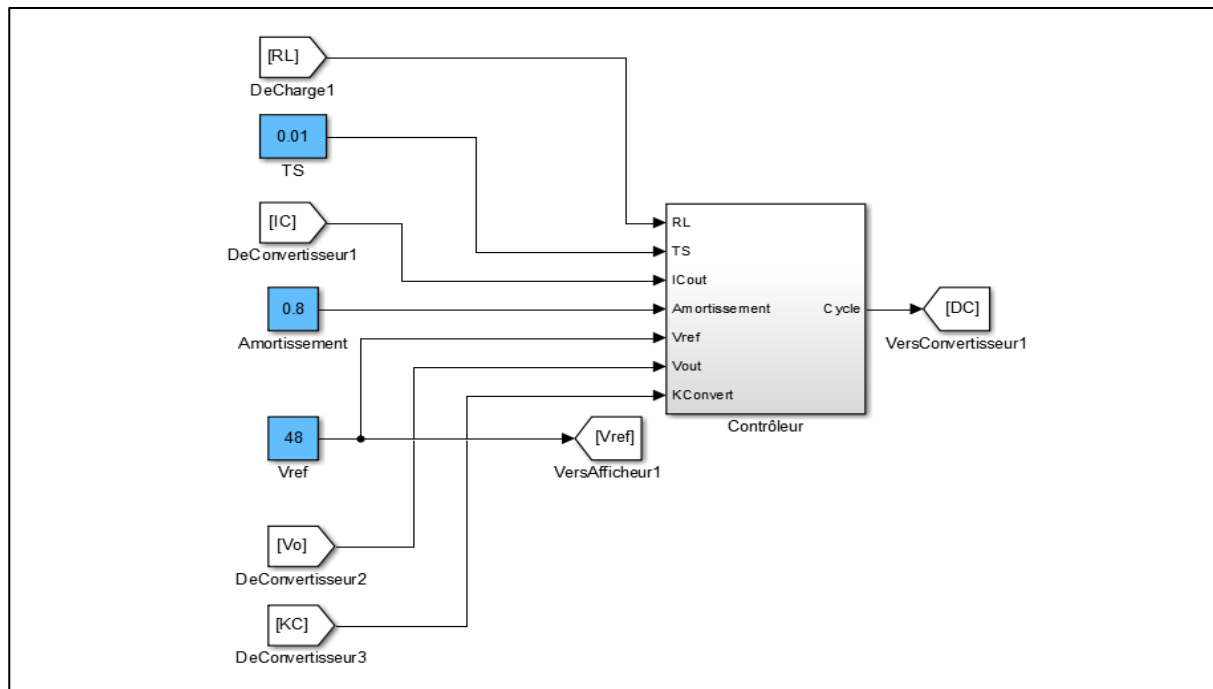 [RL]
DeCharge1
0.01
TS
[IC]
DeConvertisseur1
0.8
Amortissement
48
Vref
[Vo]
DeConvertisseur2
[KC]
DeConvertisseur3
[Vref]
VersAfficheur1
RL
TS
ICout
Amortissement
Vref
Vout
KConvert
Cycle
Contrôleur
[DC]
VersConvertisseur1